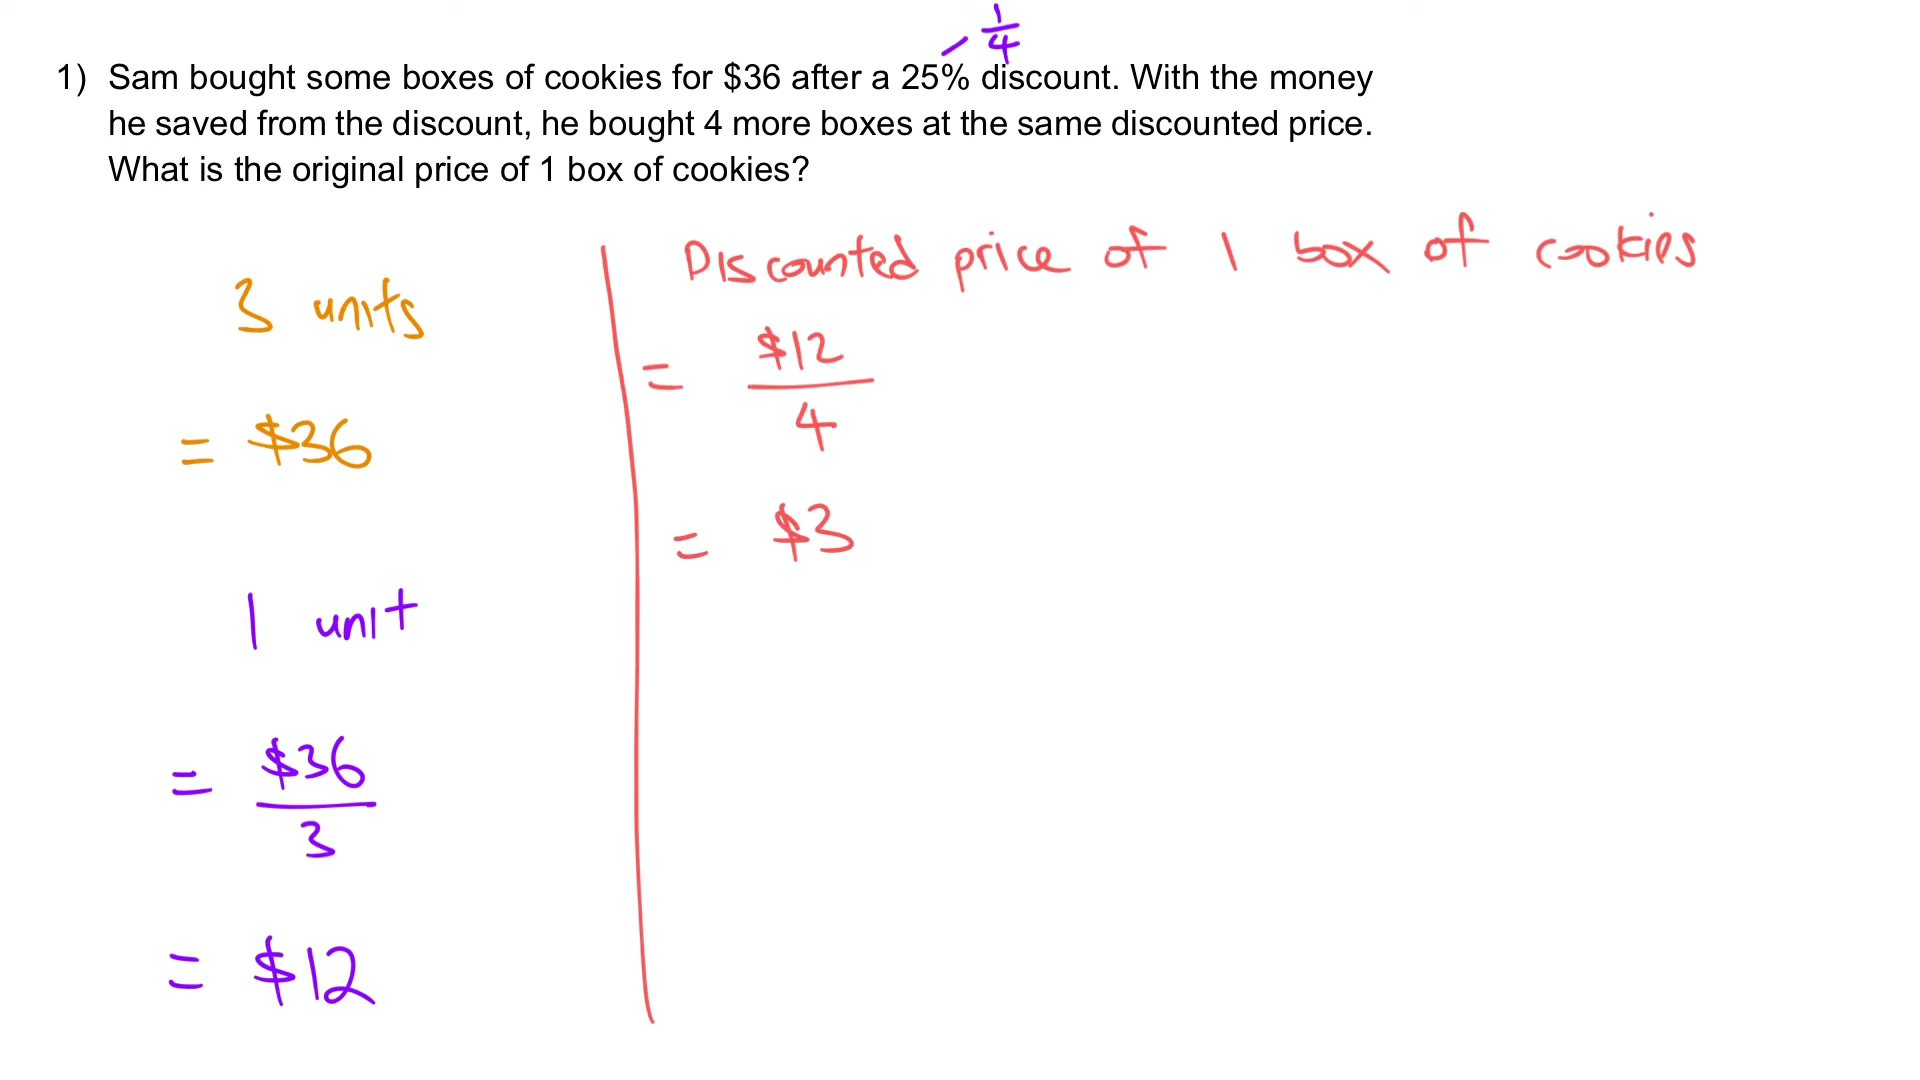 1
4
1) Sam bought some boxes of cookies for $36 after a 25% discount. With the money
he saved from the discount, he bought 4 more boxes at the same discounted price.
What is the original price of 1 box of cookies?
3 units
= $36
1 unit
= $36
3
= $12
Discounted price of 1 box of cookies
= $12
4
= $3